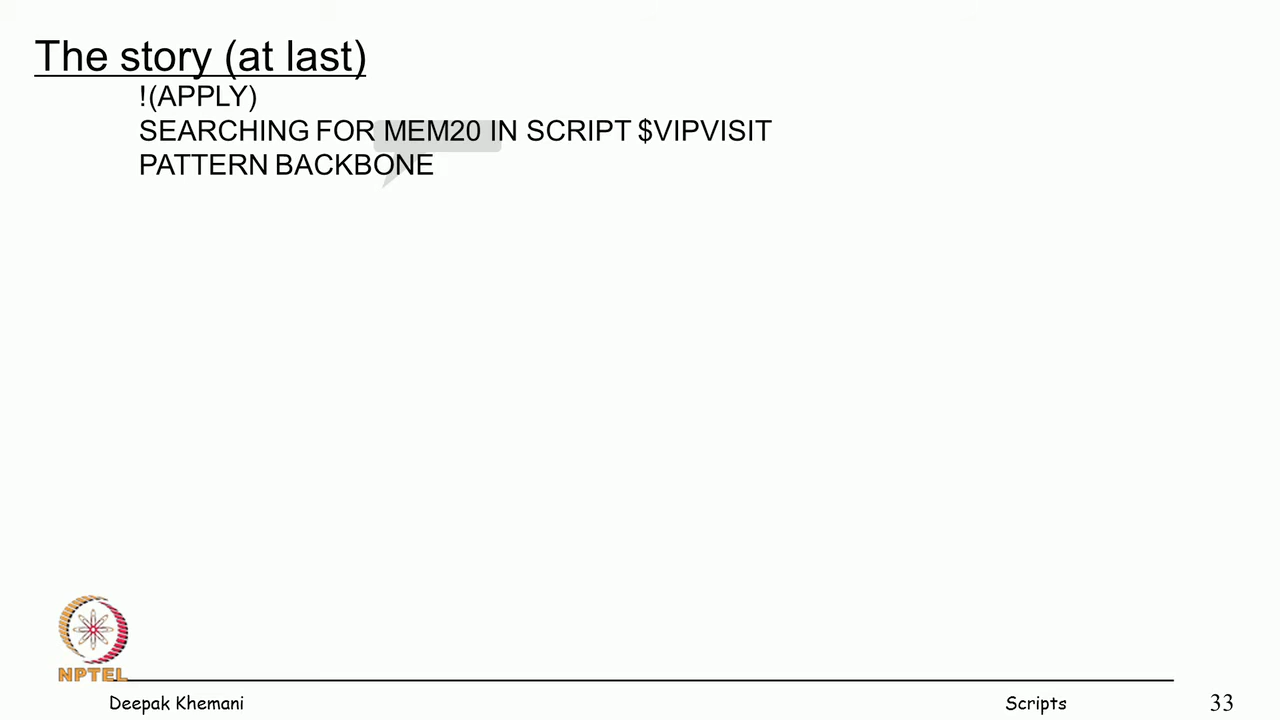 The story (at last)
!(APPLY)
SEARCHING FOR MEM20 IN SCRIPT $VIPVISIT
PATTERN BACKBONE
NPTEL
Deepak Khemani
Scripts
33